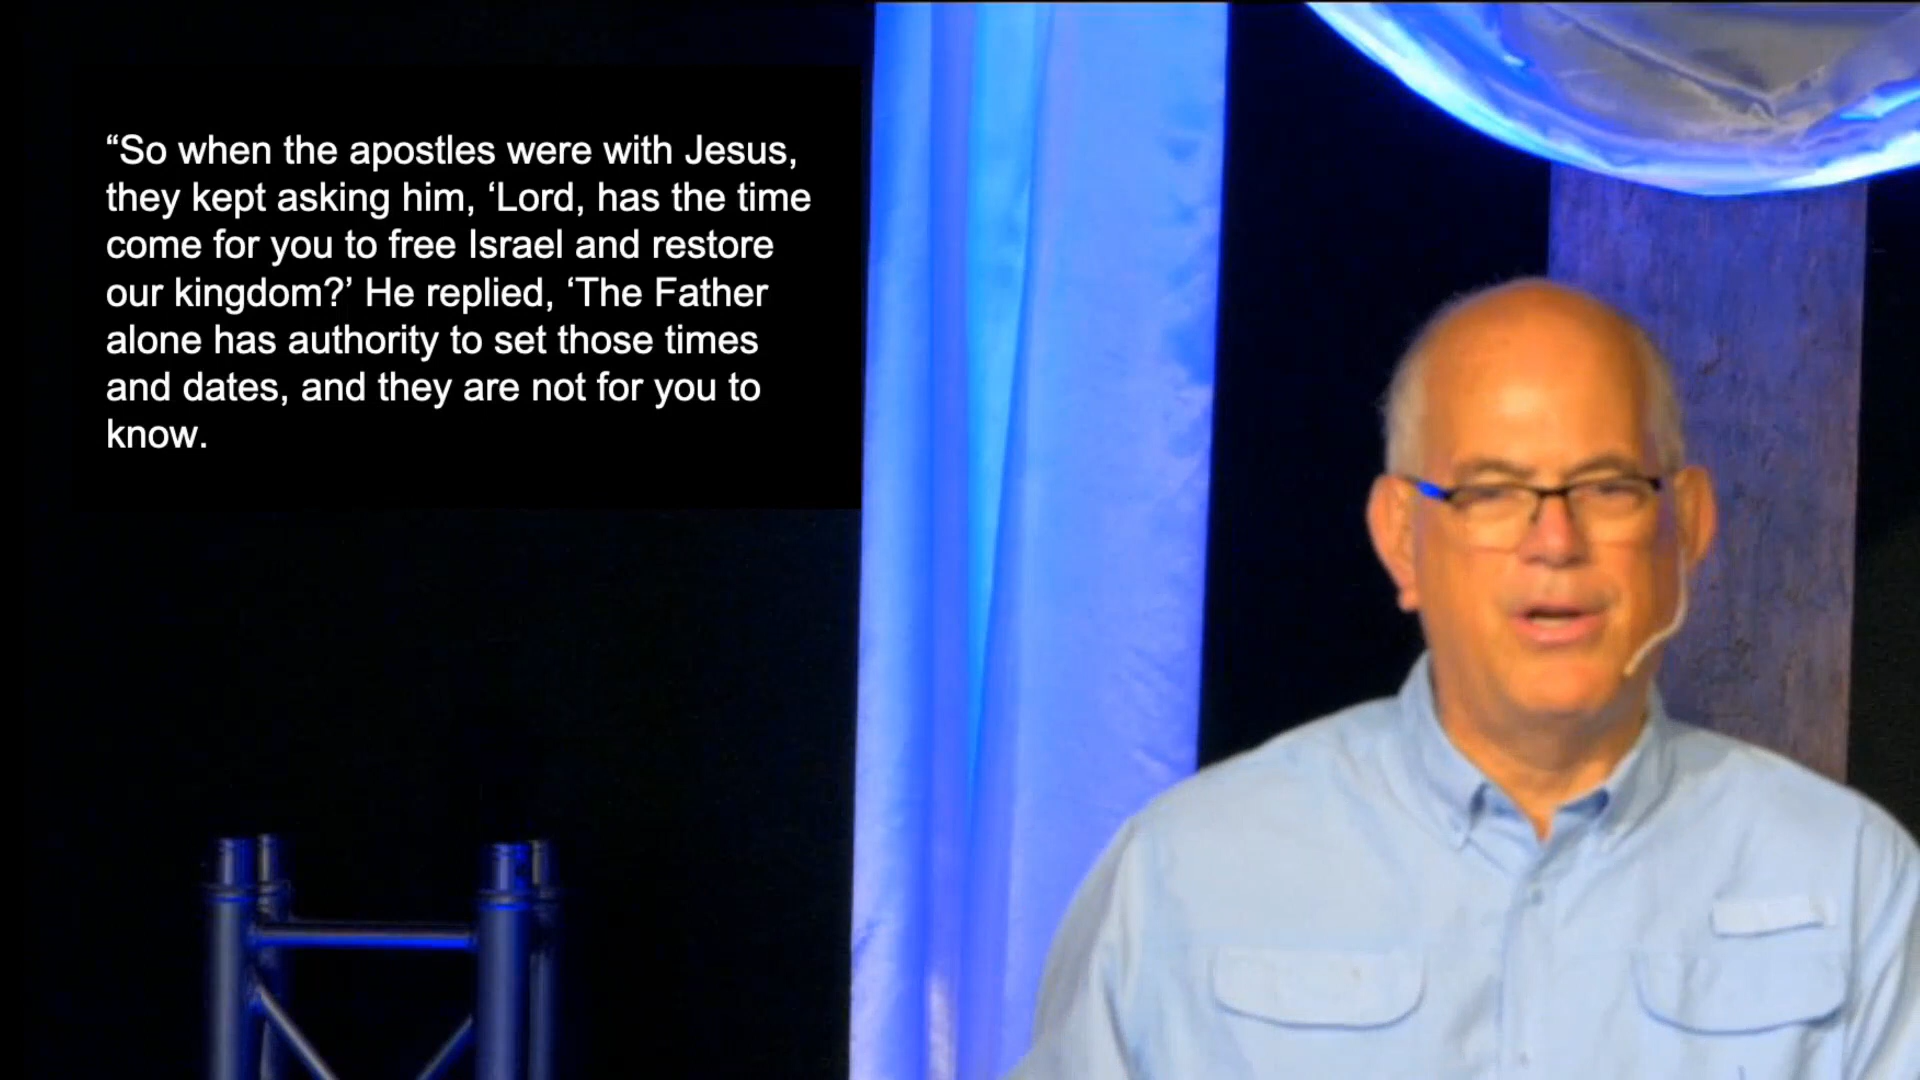 “So when the apostles were with Jesus,
they kept asking him, ‘Lord, has the time
come for you to free Israel and restore
our kingdom?’ He replied, ‘The Father
alone has authority to set those times
and dates, and they are not for you to
know.